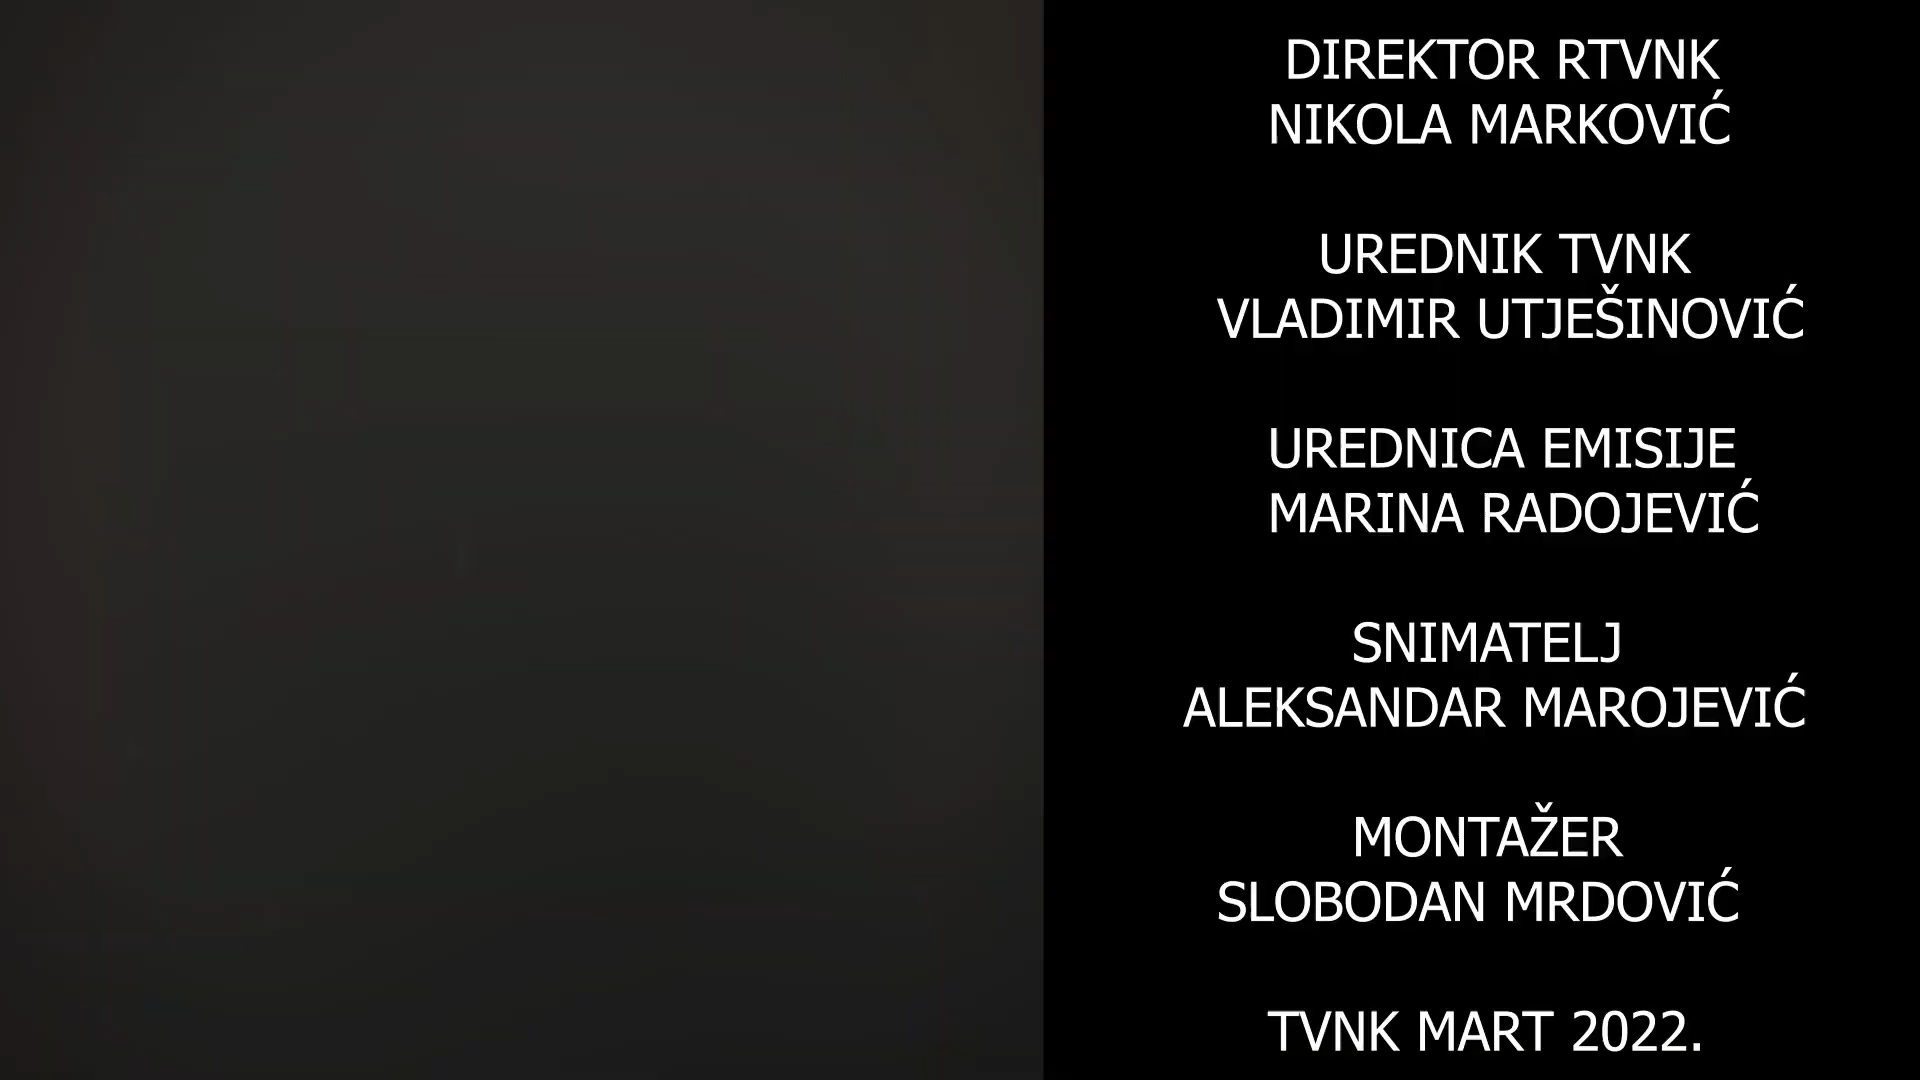 DIREKTOR RTVNK
NIKOLA MARKOVIĆ
UREDNIK TVNK
VLADIMIR UTJEŠINOVIĆ
UREDNICA EMISIJE
MARINA RADOJEVIĆ
SNIMATELJ
ALEKSANDAR MAROJEVIĆ
MONTAŽER
SLOBODAN MRDOVIĆ
TVNK MART 2022.